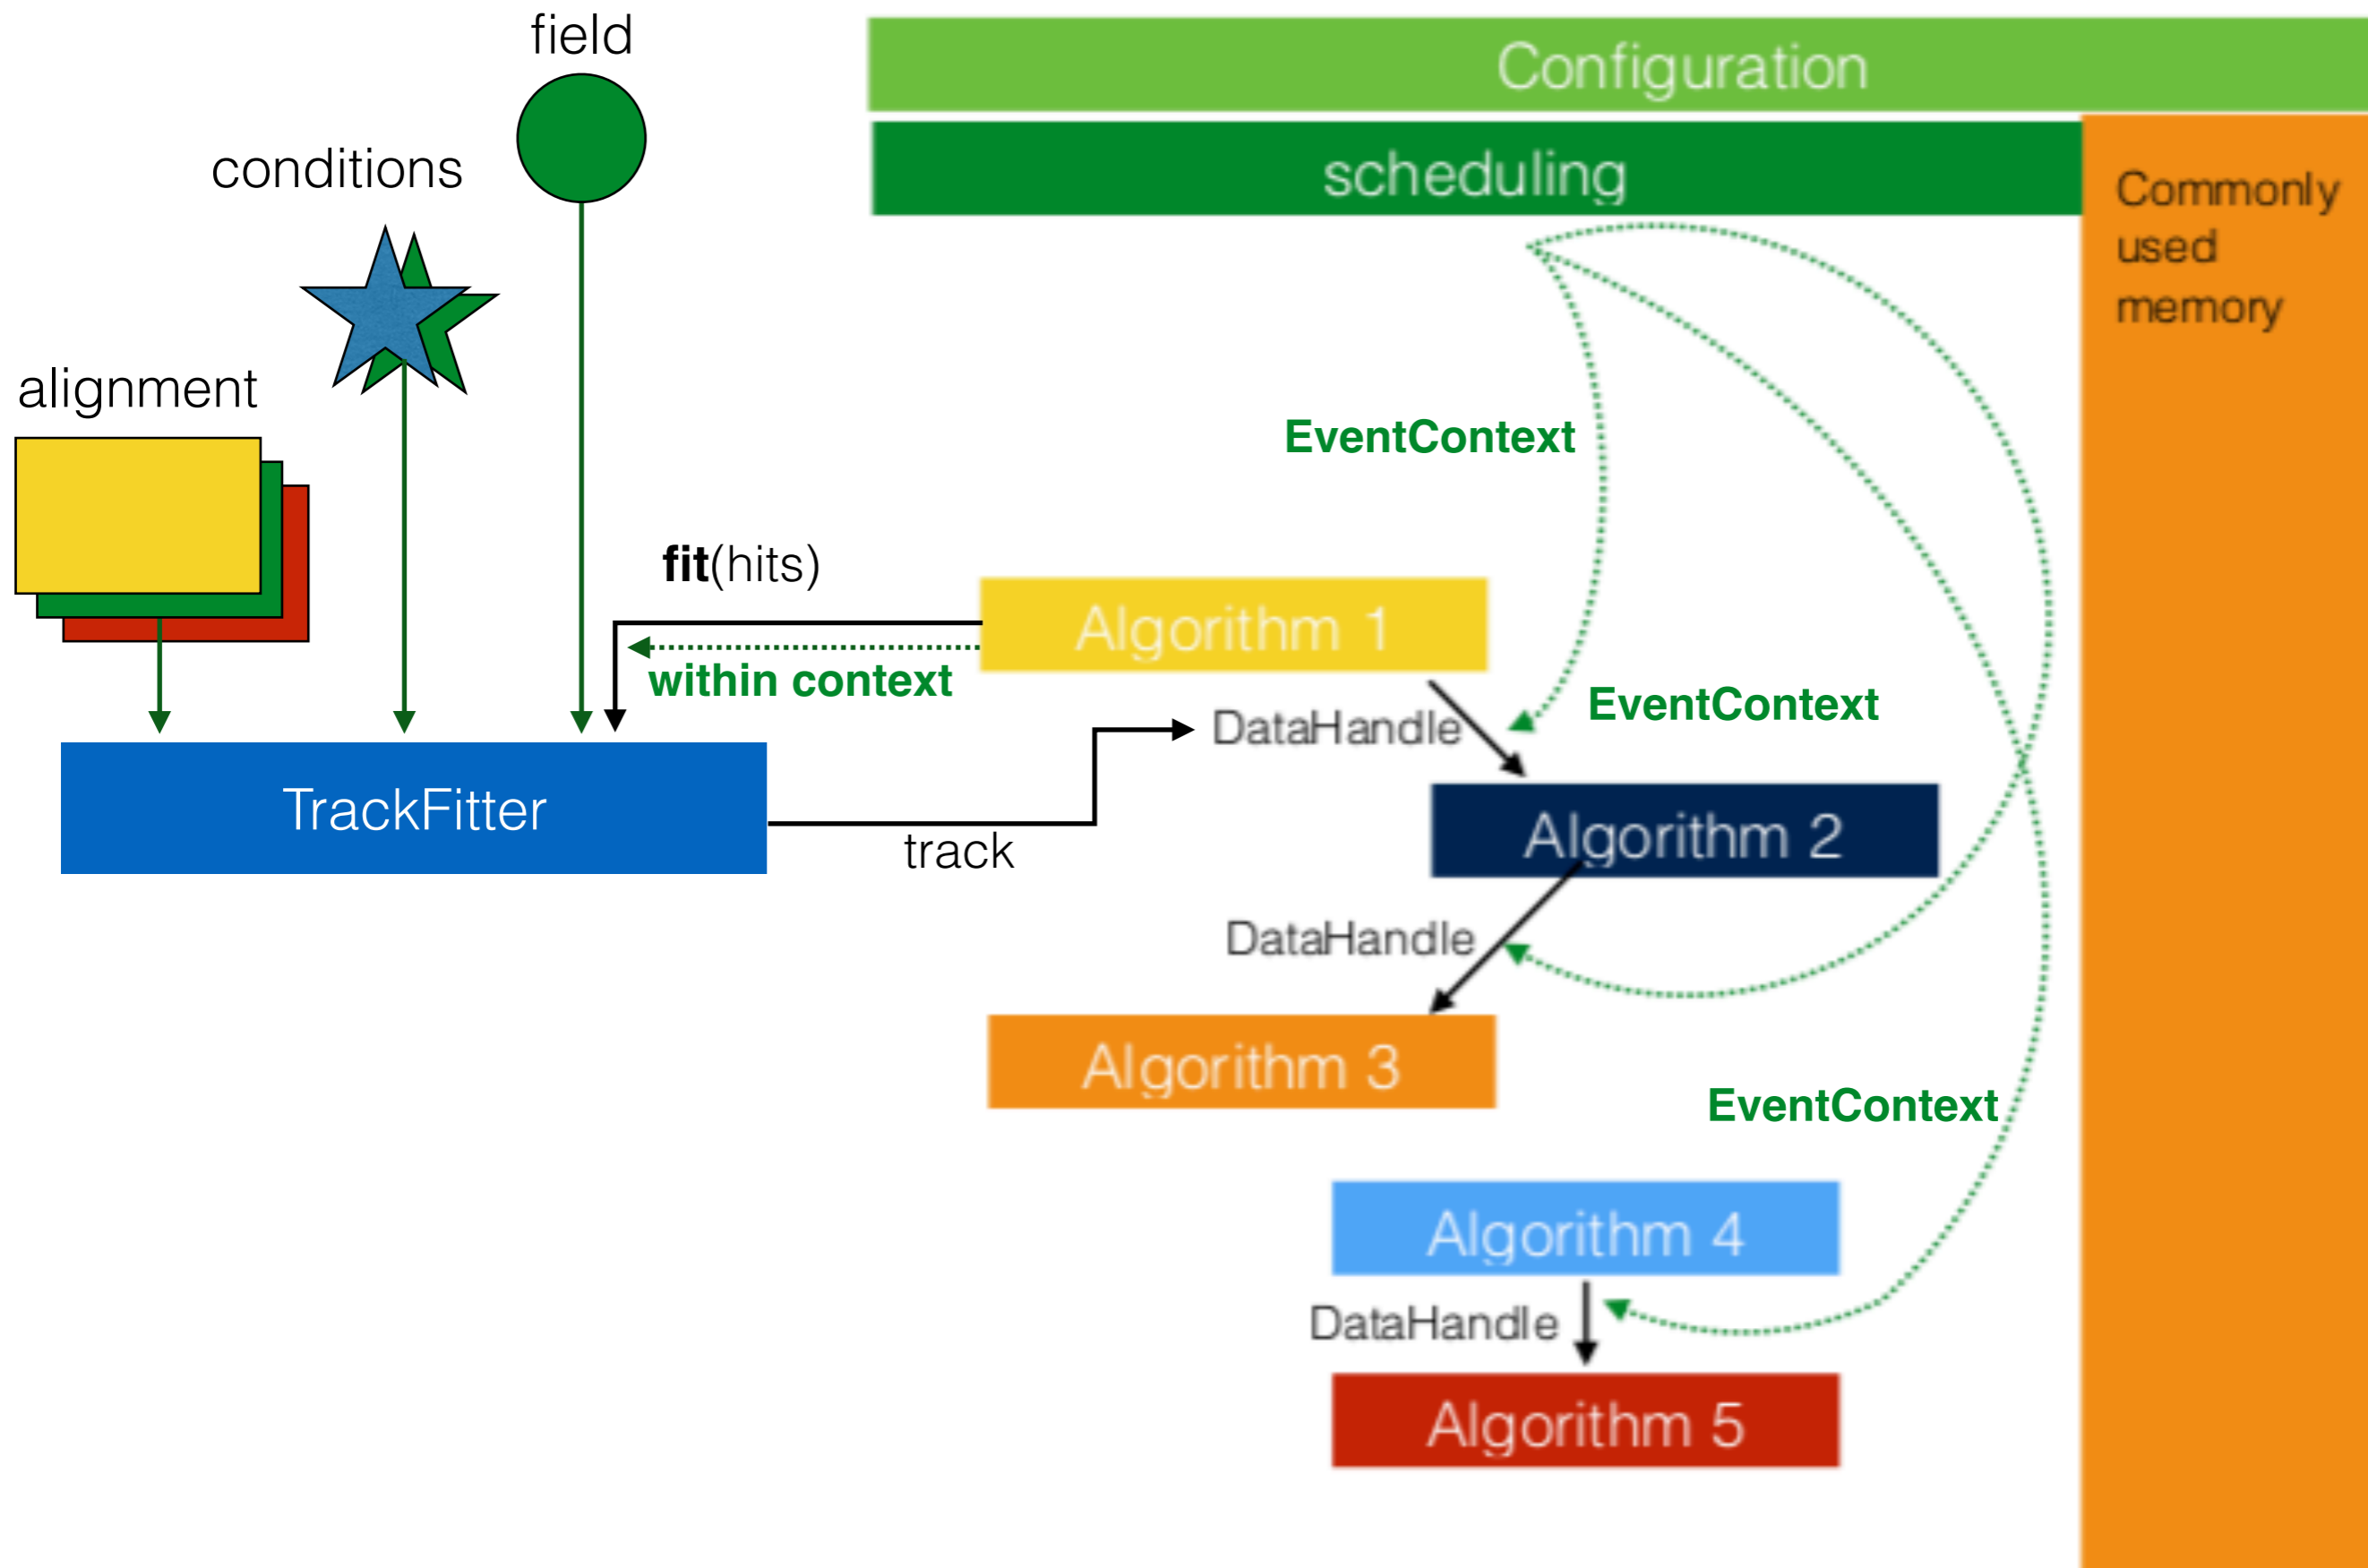 field
Configuration
conditions
scheduling
Commonly
used
memory
alignment
EventContext
fit(hits)
Algorithm 1
within context
EventContext
DataHandle
TrackFitter
Algorithm 2
track
DataHandle
Algorithm 3
EventContext
Algorithm 4
DataHandle
Algorithm 5